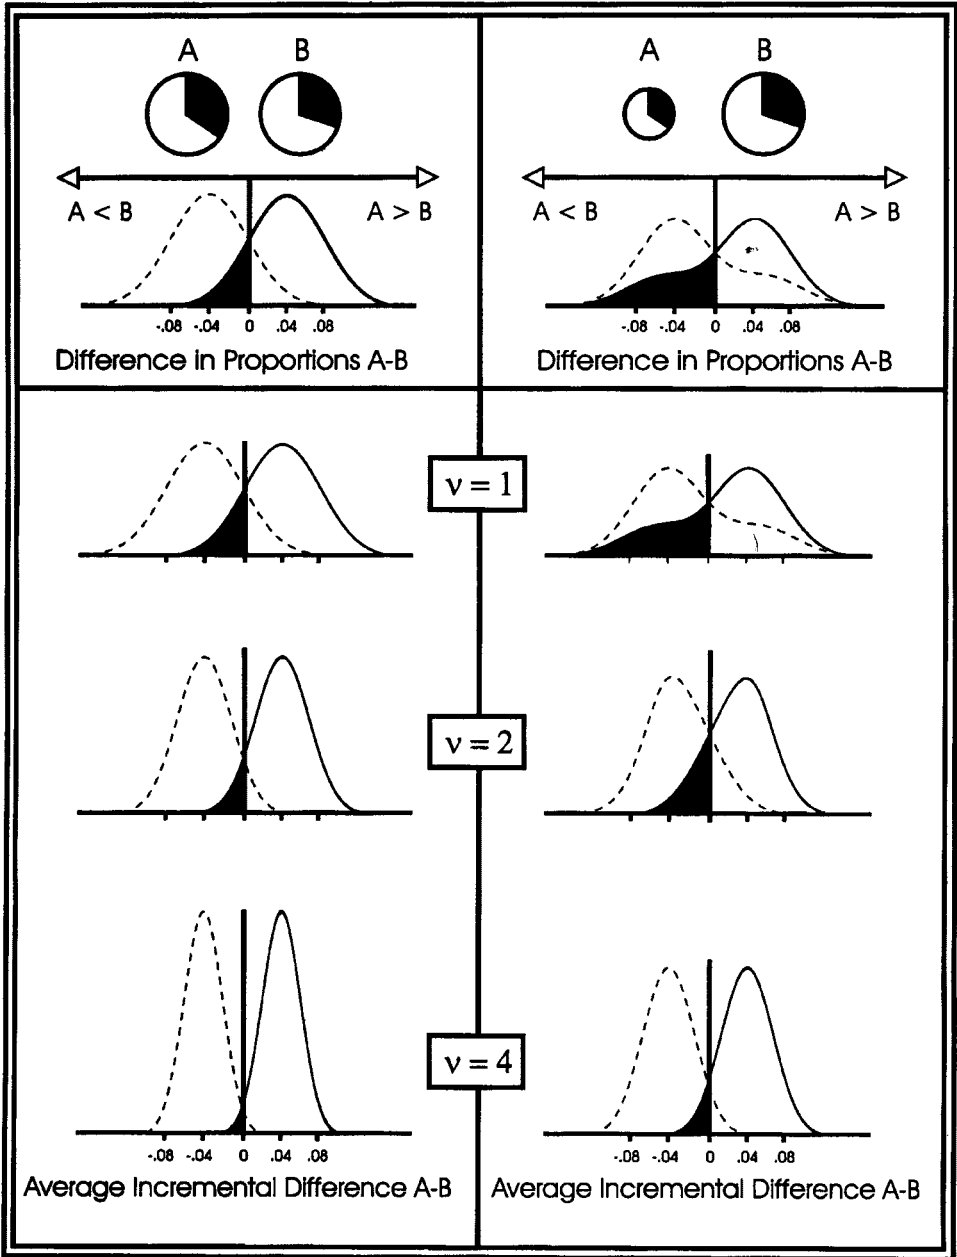 A B
A < B A > B
-.08 -.04 0 .04 .08
Difference in Proportions A-B
A B
A < B A > B
-.08 -.04 0 .04 .08
Difference in Proportions A-B
ν = 1
ν = 2
ν = 4
-.08 -.04 0 .04 .08
Average Incremental Difference A-B
-.08 -.04 0 .04 .08
Average Incremental Difference A-B